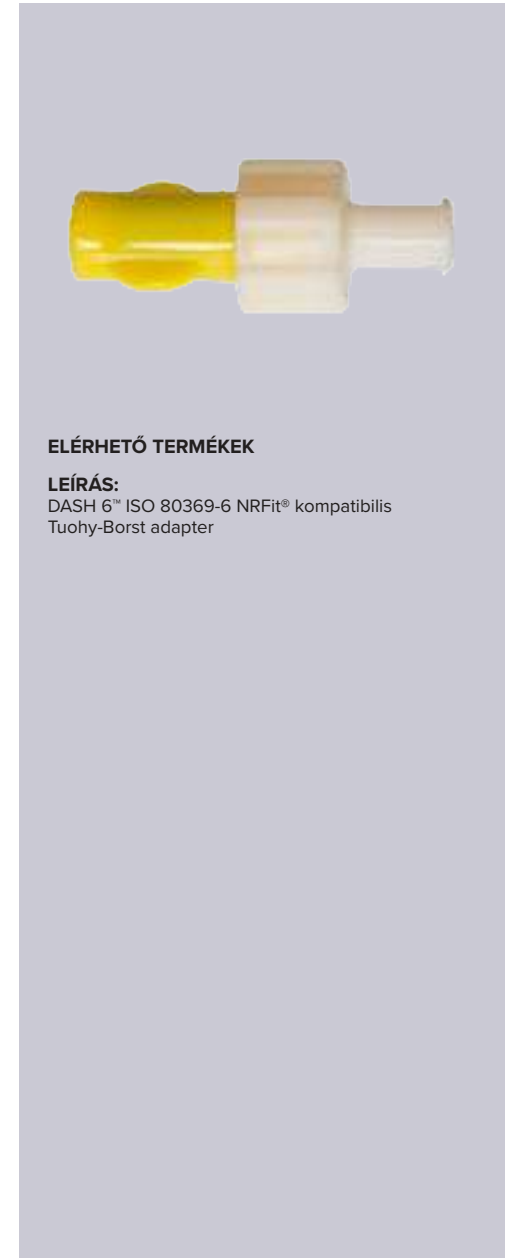 ELÉRHETŐ TERMÉKEK
LEÍRÁS:
DASH 6™ ISO 80369-6 NRFit® kompatibilis
Tuohy-Borst adapter